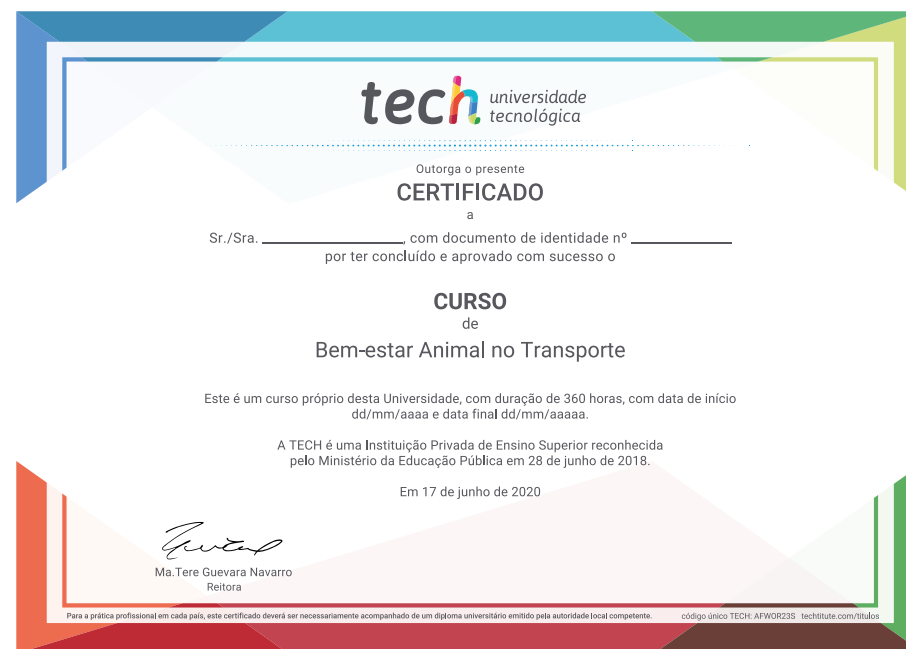 tech universidade
tecnológica
Outorga o presente
CERTIFICADO
a
Sr./Sra. ______________, com documento de identidade nº __________
por ter concluído e aprovado com sucesso o
CURSO
de
Bem-estar Animal no Transporte
Este é um curso próprio desta Universidade, com duração de 360 horas, com data de início
dd/mm/aaaa e data final dd/mm/aaaaa.
A TECH é uma Instituição Privada de Ensino Superior reconhecida
pelo Ministério da Educação Pública em 28 de junho de 2018.
Em 17 de junho de 2020
Ma.Tere Guevara Navarro
Reitora
Para a prática profissional em cada país, este certificado deverá ser necessariamente acompanhado de um diploma universitário emitido pela autoridade local competente. código único TECH: AFWOR23S techtitute.com/titulos